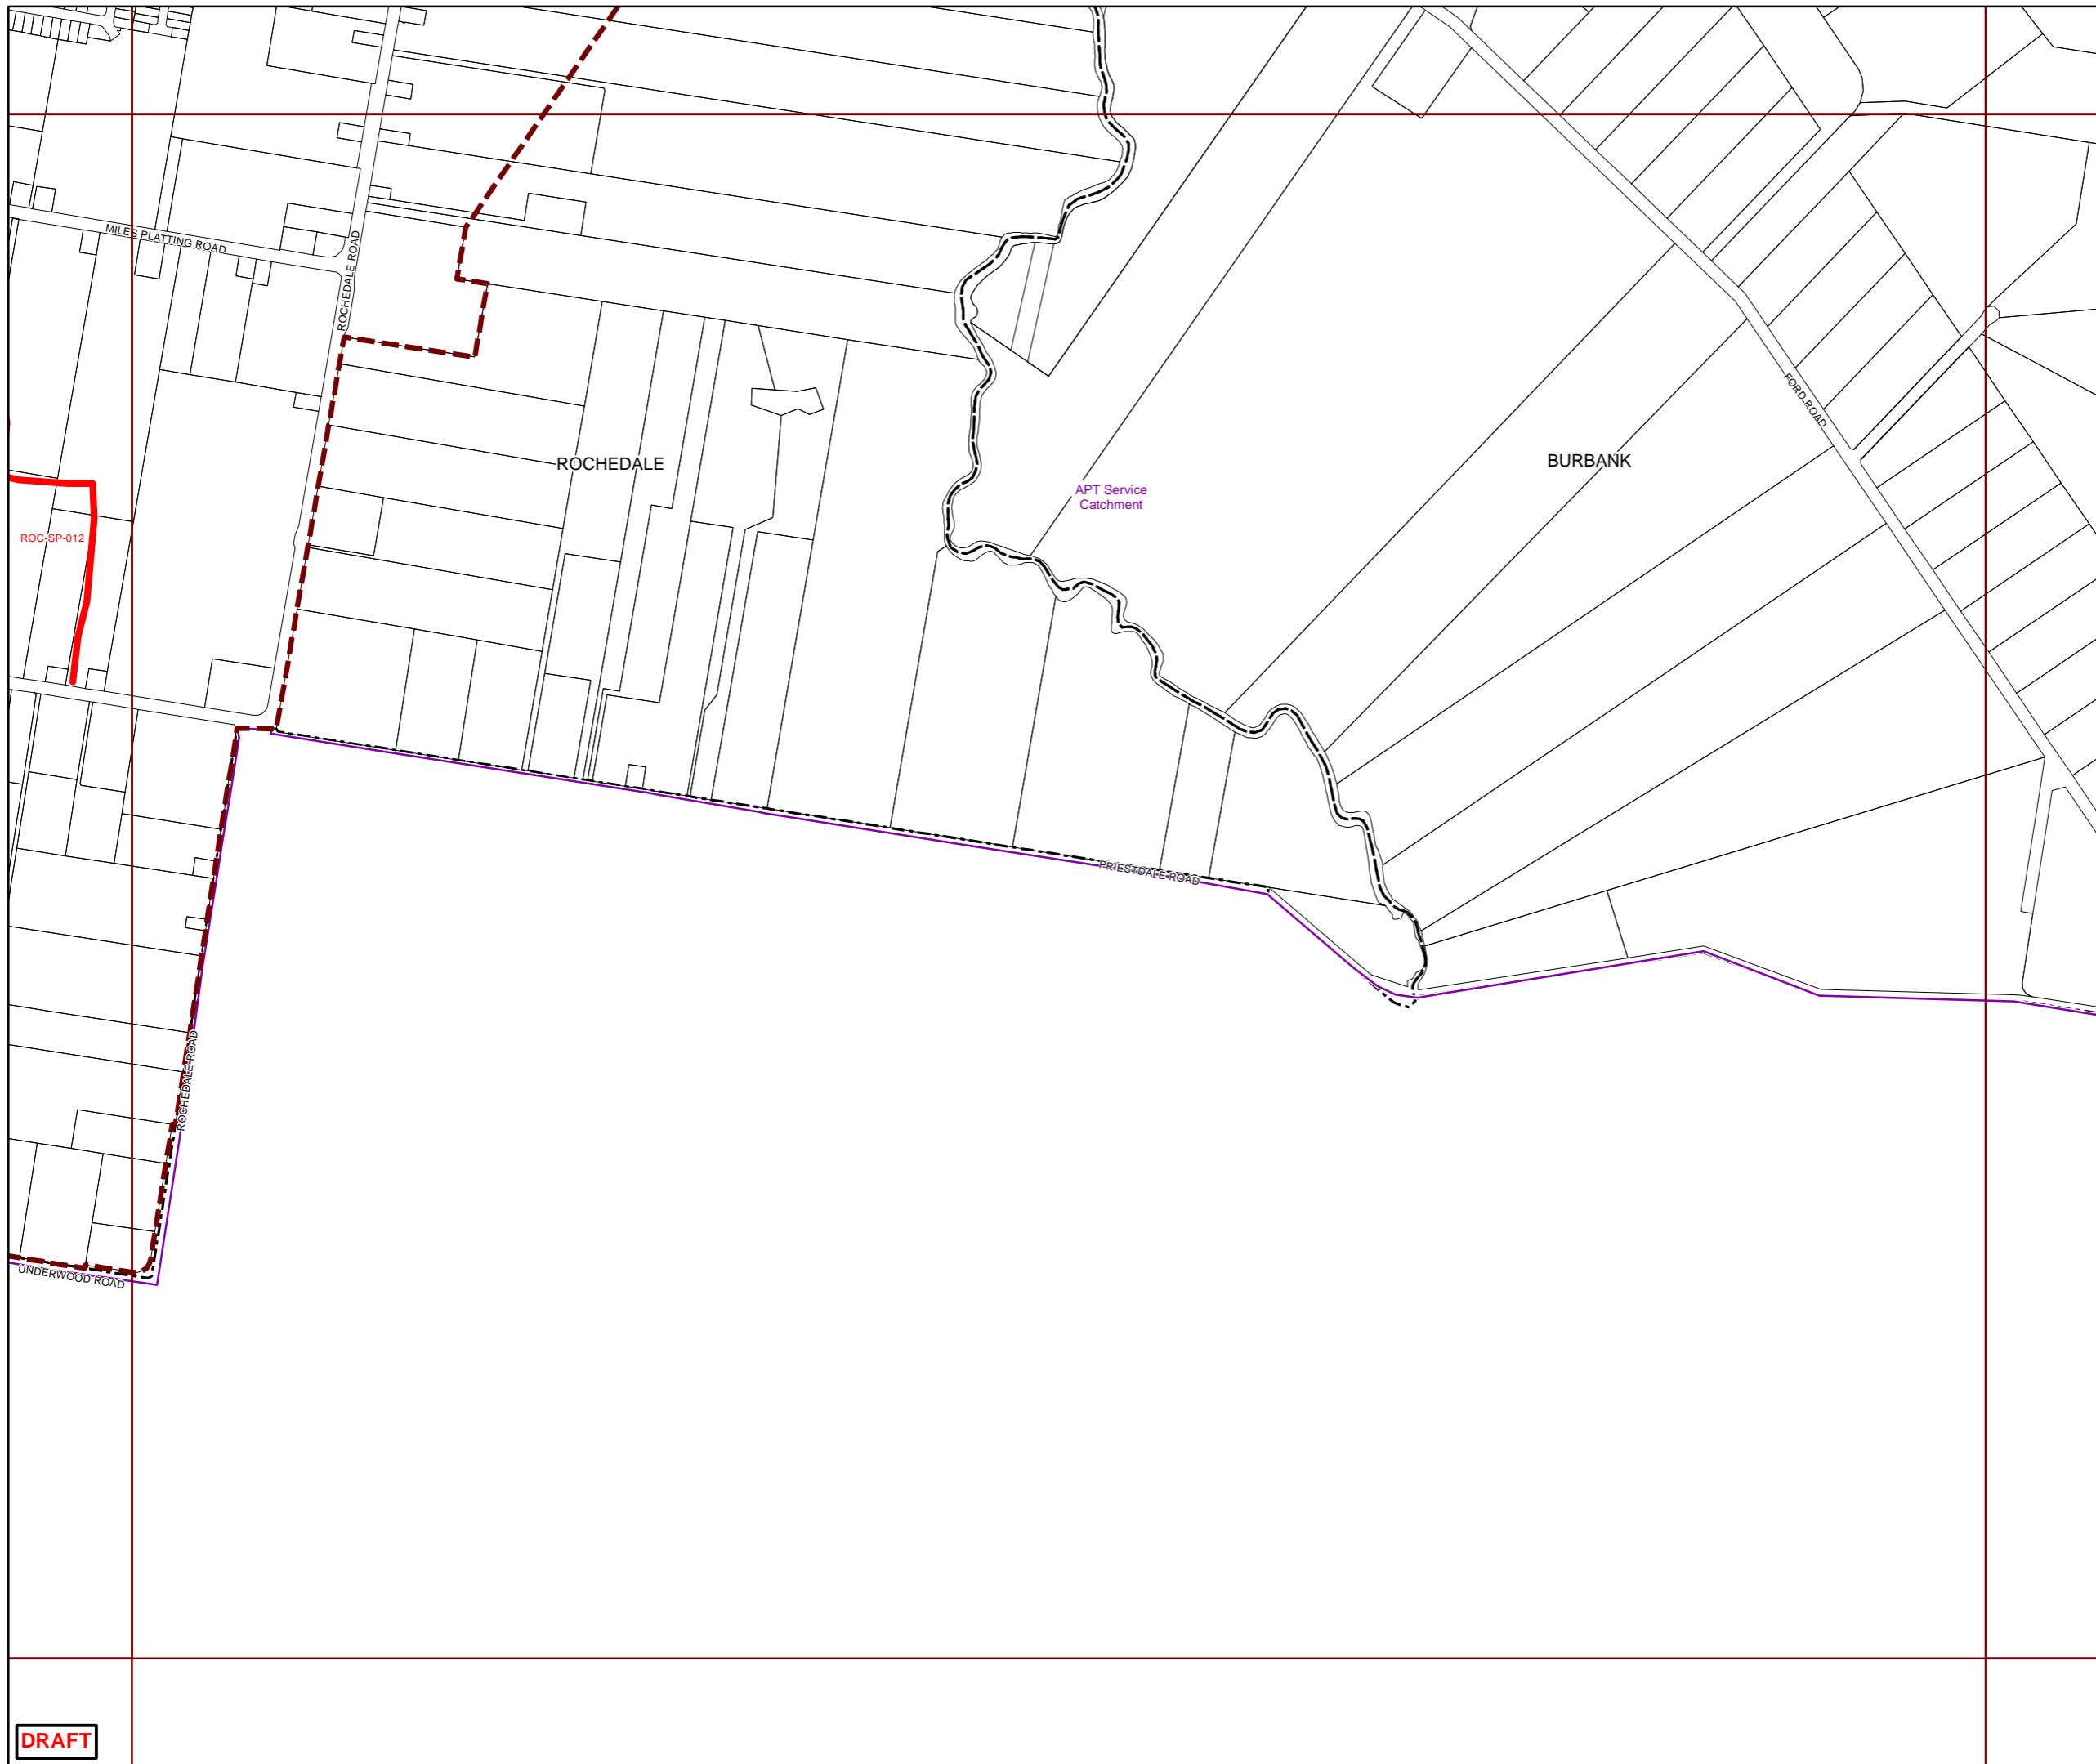 MILES PLATTING ROAD
ROCHEDALE ROAD
FORD ROAD
ROCHEDALE
BURBANK
APT Service
Catchment
ROC-SP-012
PRIESTDALE ROAD
ROCHEDALE ROAD
UNDERWOOD ROAD
DRAFT